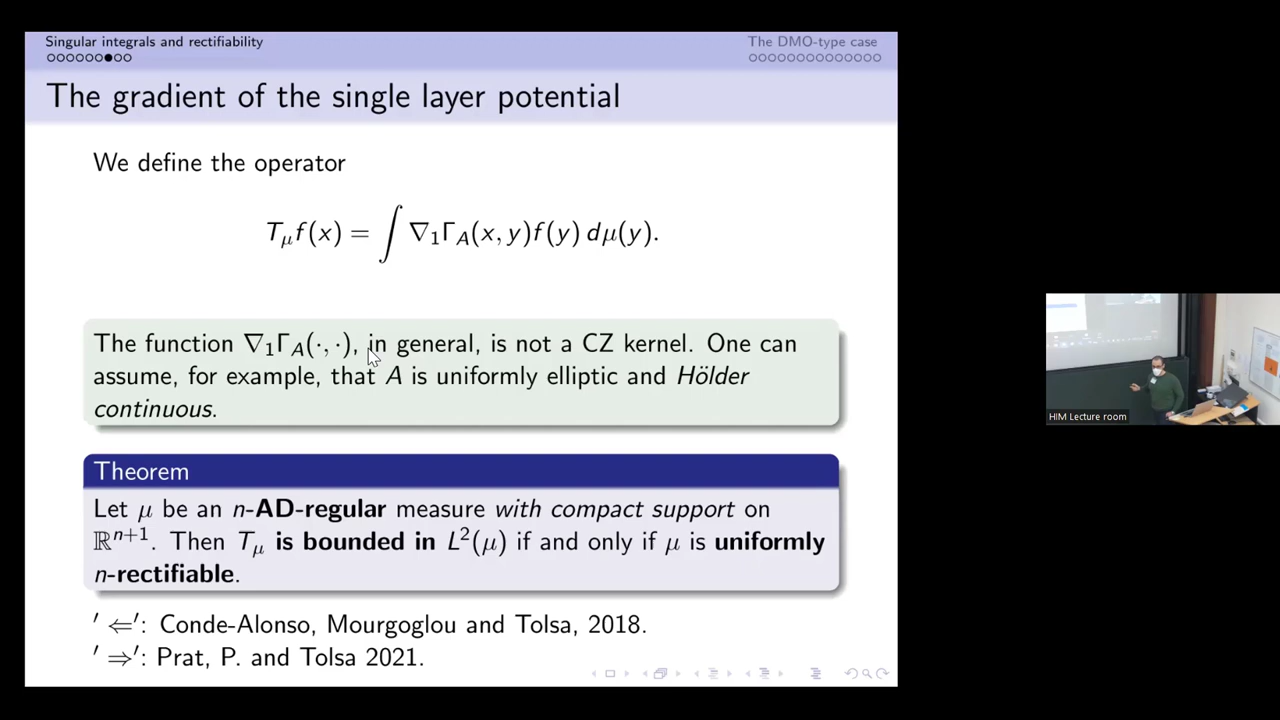 Singular integrals and rectifiability
The DMO-type case
The gradient of the single layer potential
We define the operator
T_μ f(x) = ∫ ∇₁Γ_A(x, y)f(y) dμ(y).
The function ∇₁Γ_A(·, ·), in general, is not a CZ kernel. One can
assume, for example, that A is uniformly elliptic and Hölder
continuous.
Theorem
Let μ be an n-AD-regular measure with compact support on
ℝⁿ⁺¹. Then T_μ is bounded in L²(μ) if and only if μ is uniformly
n-rectifiable.
′ ⇐′: Conde-Alonso, Mourgoglou and Tolsa, 2018.
′ ⇒′: Prat, P. and Tolsa 2021.
HIM Lecture room